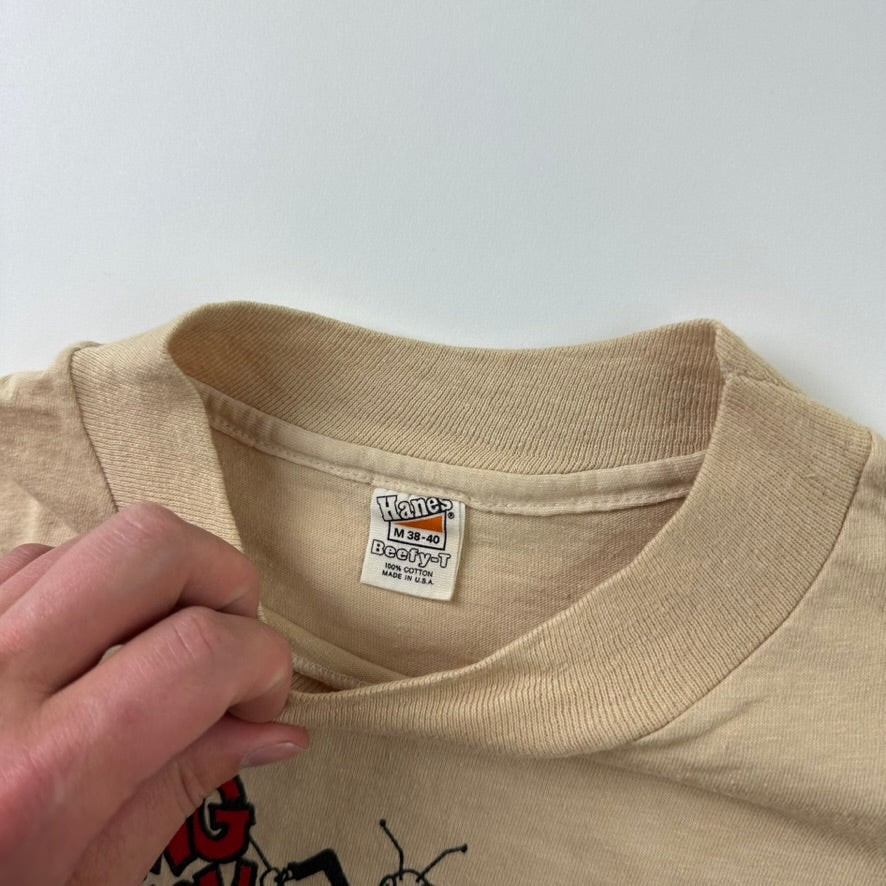 Hanes®
M 38-40
Beefy-T
100% COTTON
MADE IN U.S.A.